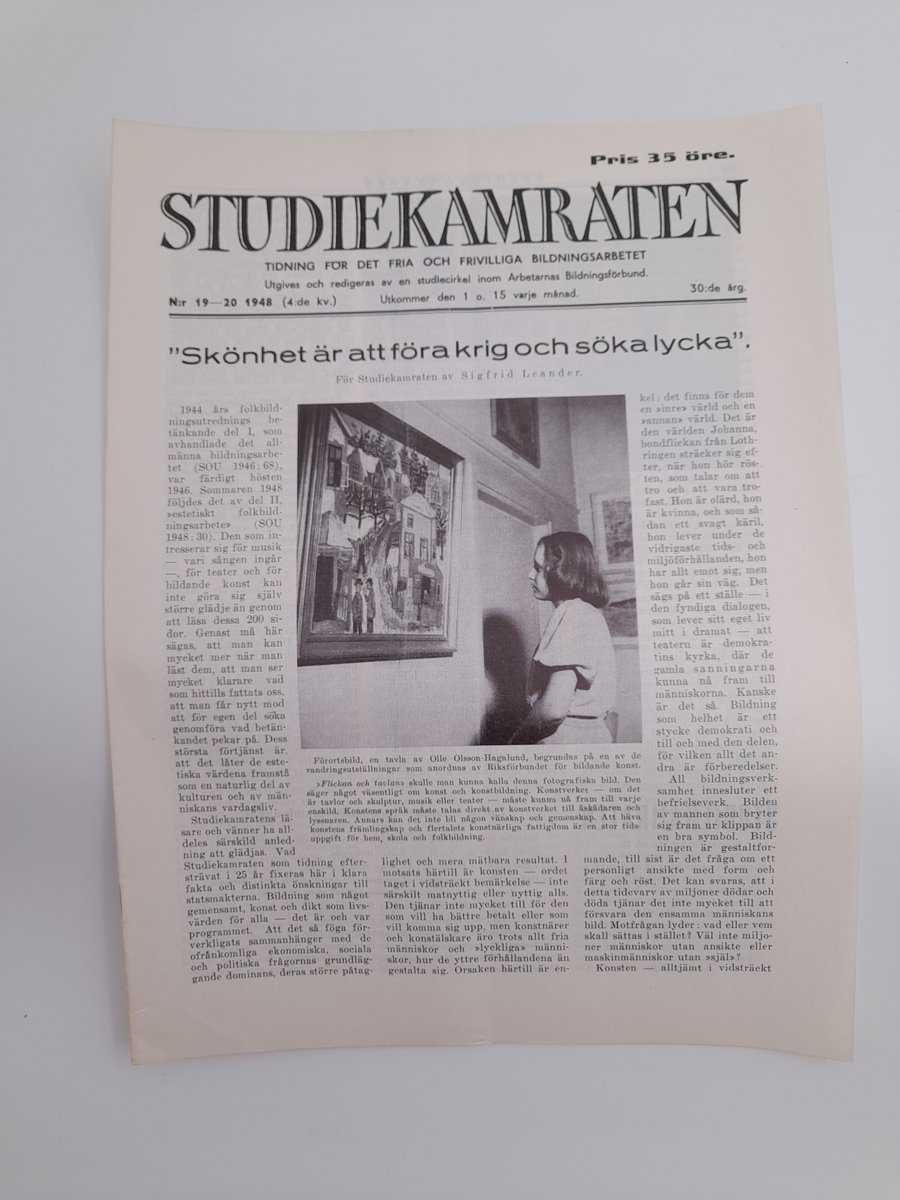 Pris 35 öre.
STUDIEKAMRATEN
TIDNING FÖR DET FRIA OCH FRIVILLIGA BILDNINGSARBETET
Utgives och redigeras av en studiecirkel inom Arbetarnas Bildningsförbund.
N:r 19—20 1948 (4:de kv.) Utkommer den 1 o. 15 varje månad. 30:de årg.
”Skönhet är att föra krig och söka lycka”.
För Studiekamraten av Sigfrid Leander.
1944 års folkbild-
ningsutrednings be-
tänkande del I, som
avhandlade det all-
männa bildningsarbe-
tet (SOU 1946:68),
var färdigt hösten
1946. Sommaren 1948
följdes det av del II,
»estetiskt folkbild-
ningsarbete» (SOU
1948:30). Den som in-
tresserar sig för musik
— vari sången ingår
—, för teater och för
bildande konst kan
inte göra sig själv
större glädje än genom
att läsa dessa 200 si-
dor. Genast må här
sägas, att man kan
mycket mer när man
läst dem, att man ser
mycket klarare vad
som hittills fattats oss,
att man får nytt mod
att för egen del söka
genomföra vad betän-
kandet pekar på. Dess
största förtjänst är,
att det låter de este-
tiska värdena framstå
som en naturlig del av
kulturen och av män-
niskans vardagsliv.
Studiekamratens lä-
sare och vänner ha all-
deles särskild anled-
ning att glädjas. Vad
Studiekamraten som tidning efter-
strävat i 25 år fixeras här i klara
fakta och distinkta önskningar till
statsmakterna. Bildning som något
gemensamt, konst och dikt som livs-
värden för alla — det är och var
programmet. Att det så föga för-
verkligats sammanhänger med de
ofrånkomliga ekonomiska, sociala
och politiska frågornas grundläg-
gande dominans, deras större påtag-
Förortsbild, en tavla av Olle Olsson-Hagalund, begrundas på en av de
vandringsutställningar som anordnas av Riksförbundet för bildande konst.
»Flickan och tavlan» skulle man kunna kalla denna fotografiska bild. Den
säger något väsentligt om konst och konstbildning. Konstverket — om det
är tavlor och skulptur, musik eller teater — måste kunna nå fram till varje
enskild. Konstens språk måste talas direkt av konstverket till åskådaren och
lyssnaren. Annars kan det inte bli någon vänskap och gemenskap. Att häva
konstens främlingskap och flertalets konstnärliga fattigdom är en stor tids-
uppgift för hem, skola och folkbildning.
lighet och mera mätbara resultat. I
motsats härtill är konsten — ordet
taget i vidsträckt bemärkelse — inte
särskilt matnyttig eller nyttig alls.
Den tjänar inte mycket till för den
som vill ha bättre betalt eller som
vill komma sig upp, men konstnärer
och konstälskare äro trots allt fria
människor och »lyckliga» männi-
skor, hur de yttre förhållandena än
gestalta sig. Orsaken härtill är en-
kel: det finns för dem
en »inre» värld och en
»annan» värld. Det är
den världen Johanna,
bondflickan från Loth-
ringen sträcker sig ef-
ter, när hon hör rös-
ten, som talar om att
tro och att vara tro-
fast. Hon är olärd, hon
är kvinna, och som så-
dan ett svagt käril,
hon lever under de
vidrigaste tids- och
miljöförhållanden, hon
har allt emot sig, men
hon går sin väg. Det
sägs på ett ställe — i
den fyndiga dialogen,
som lever sitt eget liv
mitt i dramat — att
teatern är demokra-
tins kyrka, där de
gamla sanningarna
kunna nå fram till
människorna. Kanske
är det så. Bildning
som helhet är ett
stycke demokrati och
till och med den delen,
för vilken allt det an-
dra är förberedelser.
All bildningsverk-
samhet innesluter ett
befrielseverk. Bilden
av mannen som bryter
sig fram ur klippan är
en bra symbol. Bild-
ningen är gestaltfor-
mande, till sist är det fråga om ett
personligt ansikte med form och
färg och röst. Det kan svaras, att i
detta tidevarv av miljoner dödar och
döda tjänar det inte mycket till att
försvara den ensamma människans
bild. Motfrågan lyder: vad eller vem
skall sättas i stället? Väl inte miljo-
ner människor utan ansikte eller
maskinmänniskor utan »själ»?
Konsten — alltjämt i vidsträckt